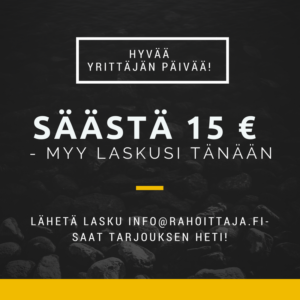 HYVÄÄ
YRITTÄJÄN PÄIVÄÄ!
SÄÄSTÄ 15 €
- MYY LASKUSI TÄNÄÄN
LÄHETÄ LASKU INFO@RAHOITTAJA.FI-
SAAT TARJOUKSEN HETI!